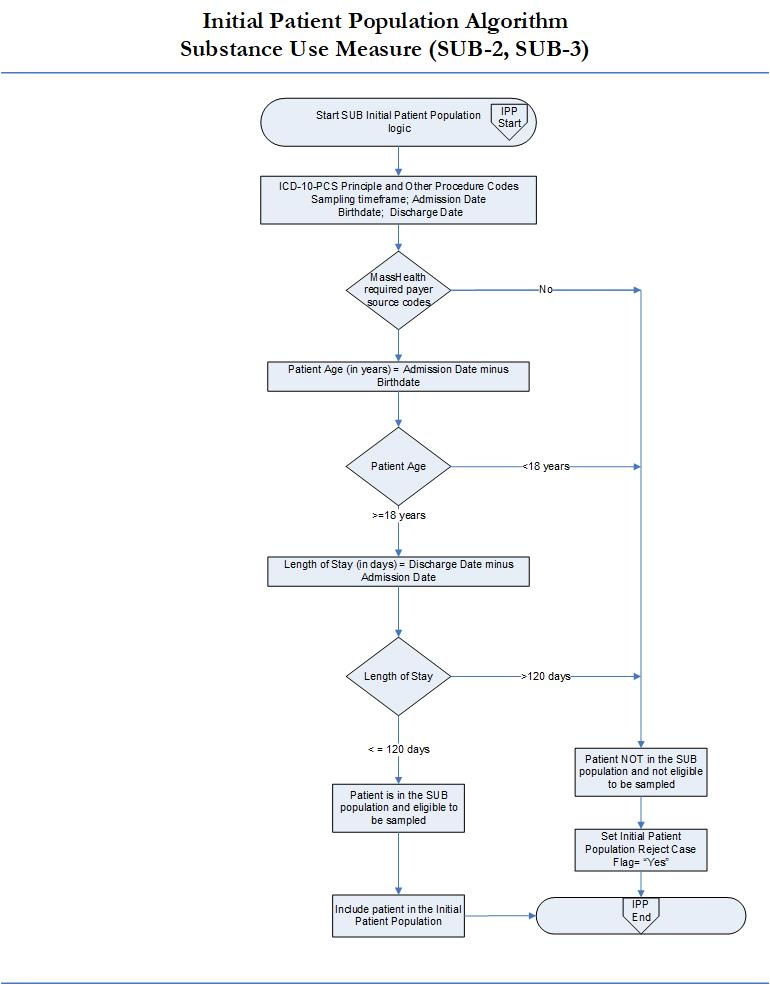 Initial Patient Population Algorithm
Substance Use Measure (SUB-2, SUB-3)
Start SUB Initial Patient Population
logic
IPP
Start
ICD-10-PCS Principle and Other Procedure Codes
Sampling timeframe; Admission Date
Birthdate; Discharge Date
MassHealth
required payer
source codes
No
Patient Age (in years) = Admission Date minus
Birthdate
Patient Age
<18 years
>=18 years
Length of Stay (in days) = Discharge Date minus
Admission Date
Length of Stay
>120 days
< = 120 days
Patient NOT in the SUB
population and not eligible
to be sampled
Patient is in the SUB
population and eligible to
be sampled
Set Initial Patient
Population Reject Case
Flag= “Yes”
Include patient in the Initial
Patient Population
IPP
End